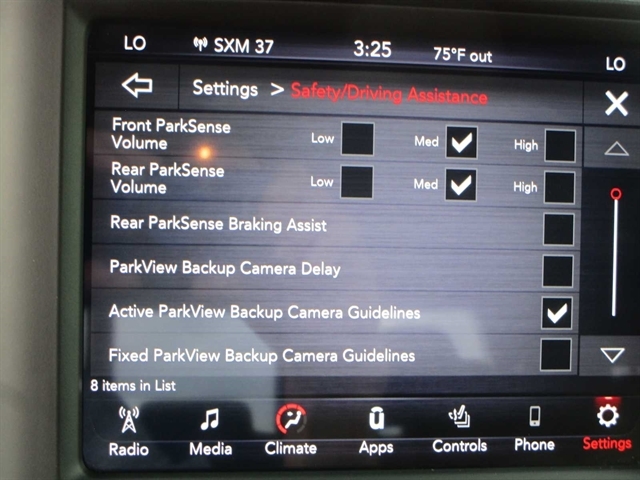 LO SXM 37 3:25 75°F out LO
Settings > Safety/Driving Assistance
Front ParkSense Volume Low Med High
Rear ParkSense Volume Low Med High
Rear ParkSense Braking Assist
ParkView Backup Camera Delay
Active ParkView Backup Camera Guidelines
Fixed ParkView Backup Camera Guidelines
8 items in List
Radio Media Climate Apps Controls Phone Settings